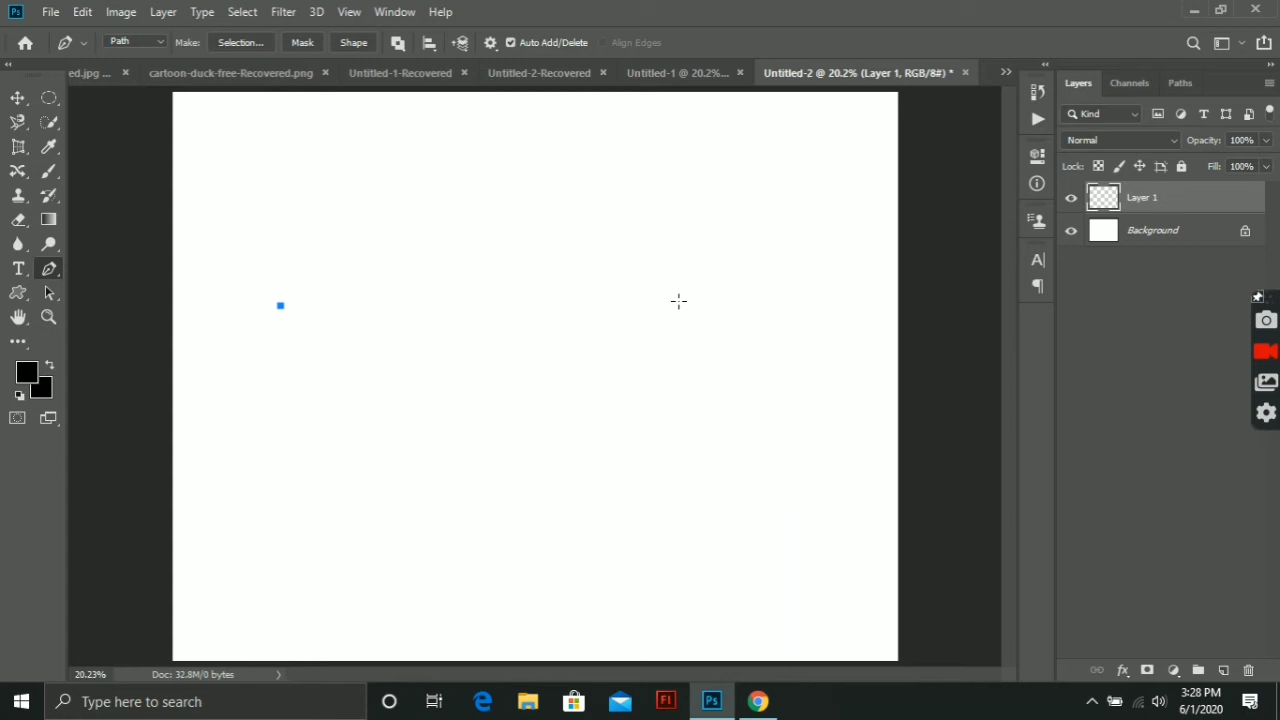 Ps File Edit Image Layer Type Select Filter 3D View Window Help
Path Make: Selection... Mask Shape Auto Add/Delete Align Edges
ed.jpg ... × cartoon-duck-free-Recovered.png × Untitled-1-Recovered × Untitled-2-Recovered × Untitled-1 @ 20.2%... × Untitled-2 @ 20.2% (Layer 1, RGB/8#) * ×
Layers Channels Paths
Kind
Normal Opacity: 100%
Lock: Fill: 100%
Layer 1
Background
20.23% Doc: 32.8M/0 bytes
Type here to search
Fl Ps
3:28 PM
6/1/2020